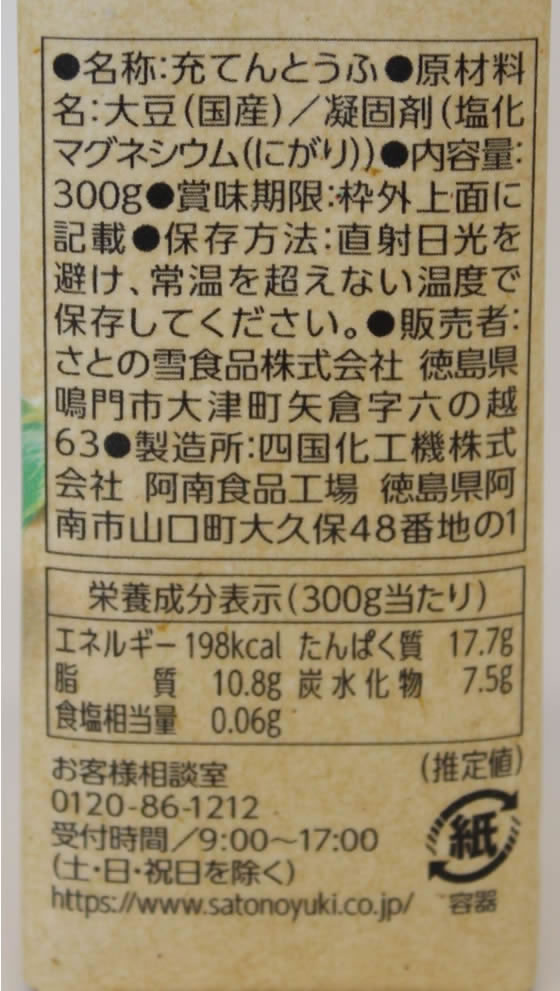 ●名称:充てんとうふ●原材料
名:大豆(国産)／凝固剤(塩化
マグネシウム(にがり))●内容量:
300g●賞味期限:枠外上面に
記載●保存方法:直射日光を
避け、常温を超えない温度で
保存してください。●販売者:
さとの雪食品株式会社 徳島県
鳴門市大津町矢倉字六の越
63●製造所:四国化工機株式
会社 阿南食品工場 徳島県阿
南市山口町大久保48番地の1
栄養成分表示(300g当たり)
エネルギー 198kcal たんぱく質 17.7g
脂質 10.8g 炭水化物 7.5g
食塩相当量 0.06g
(推定値)
お客様相談室
0120-86-1212
受付時間／9:00～17:00
(土・日・祝日を除く)
https://www.satonoyuki.co.jp/
紙
容器